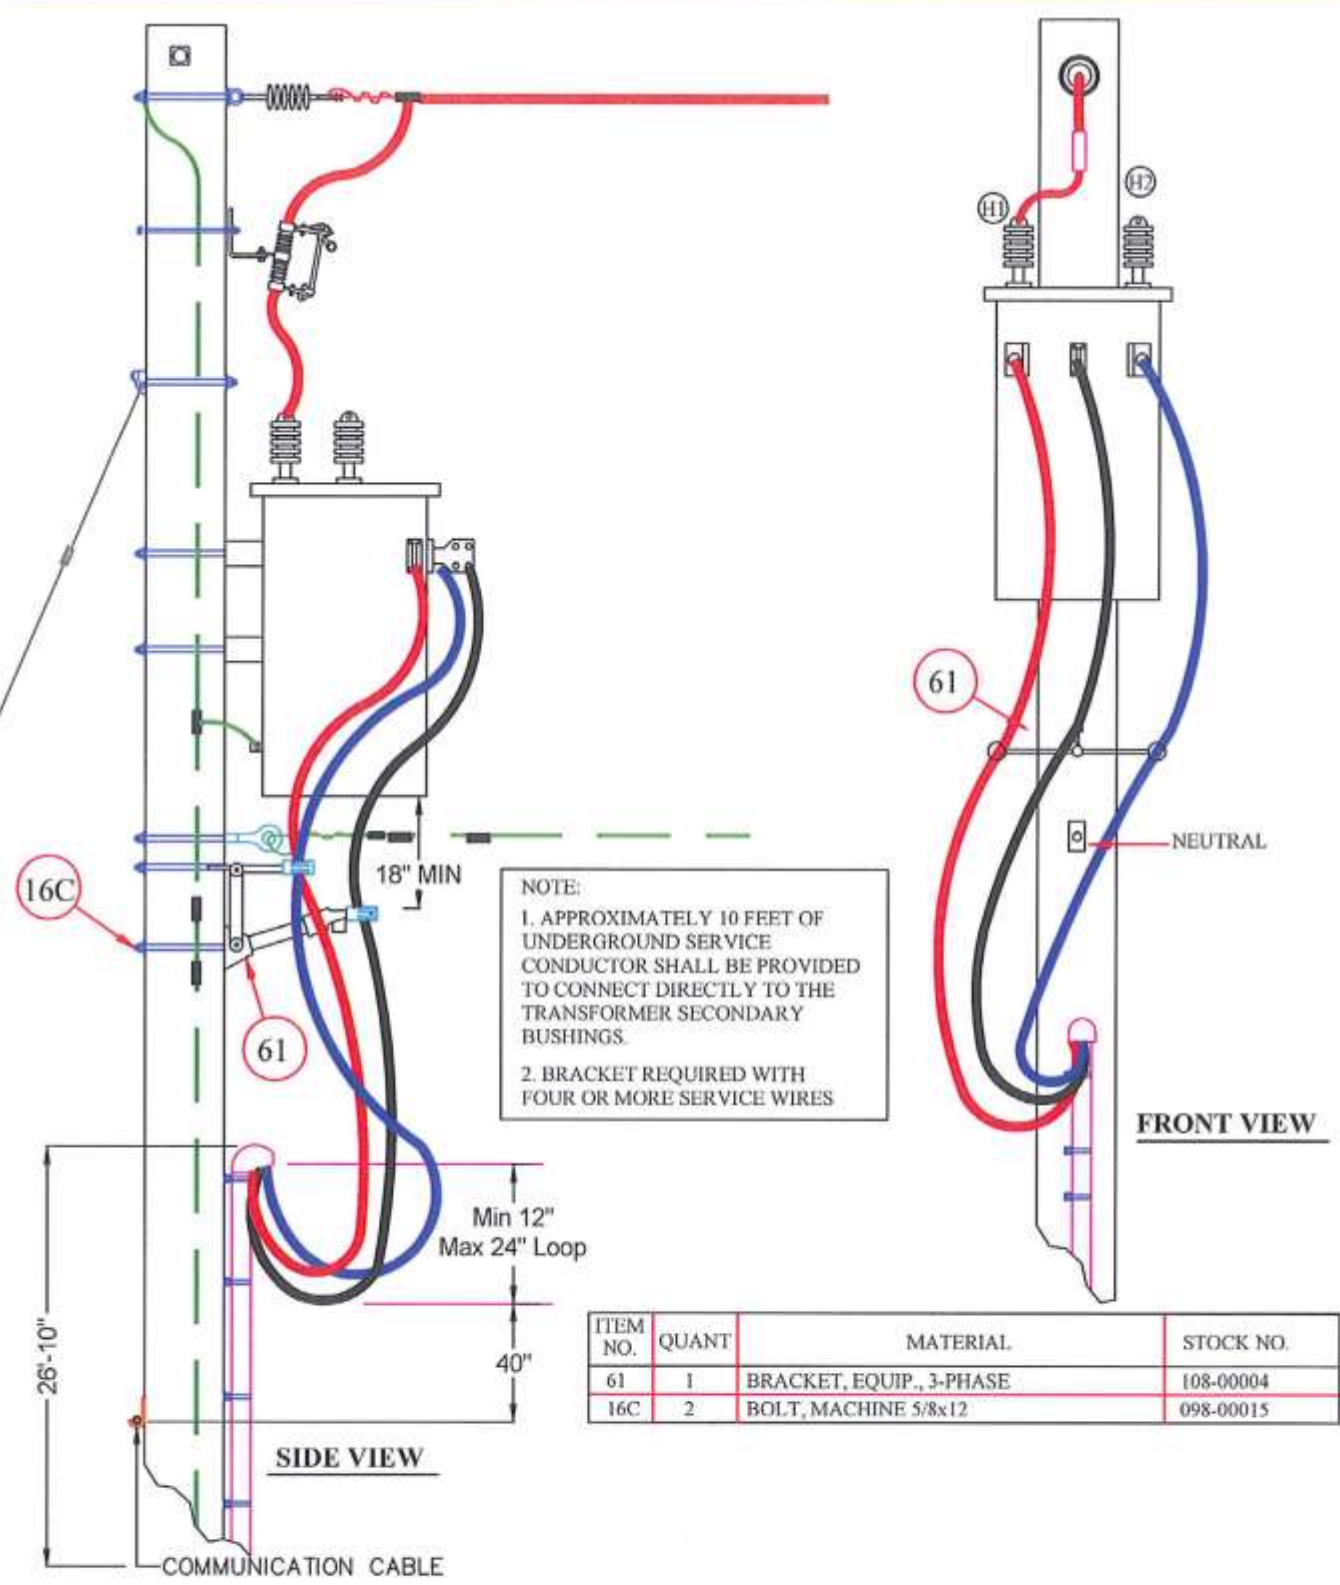 H1
H2
16C
61
18" MIN
NOTE:
1. APPROXIMATELY 10 FEET OF
UNDERGROUND SERVICE
CONDUCTOR SHALL BE PROVIDED
TO CONNECT DIRECTLY TO THE
TRANSFORMER SECONDARY
BUSHINGS.
2. BRACKET REQUIRED WITH
FOUR OR MORE SERVICE WIRES
61
NEUTRAL
FRONT VIEW
Min 12"
Max 24" Loop
40"
26'-10"
SIDE VIEW
COMMUNICATION CABLE
ITEM NO. QUANT MATERIAL STOCK NO.
61 1 BRACKET, EQUIP., 3-PHASE 108-00004
16C 2 BOLT, MACHINE 5/8x12 098-00015